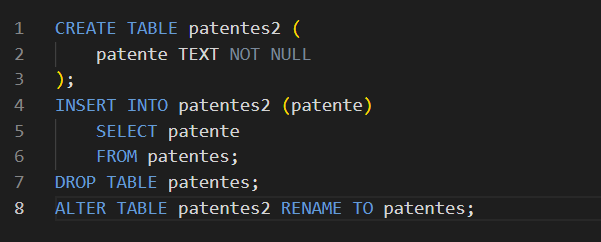 1 CREATE TABLE patentes2 (
2 patente TEXT NOT NULL
3 );
4 INSERT INTO patentes2 (patente)
5 SELECT patente
6 FROM patentes;
7 DROP TABLE patentes;
8 ALTER TABLE patentes2 RENAME TO patentes;